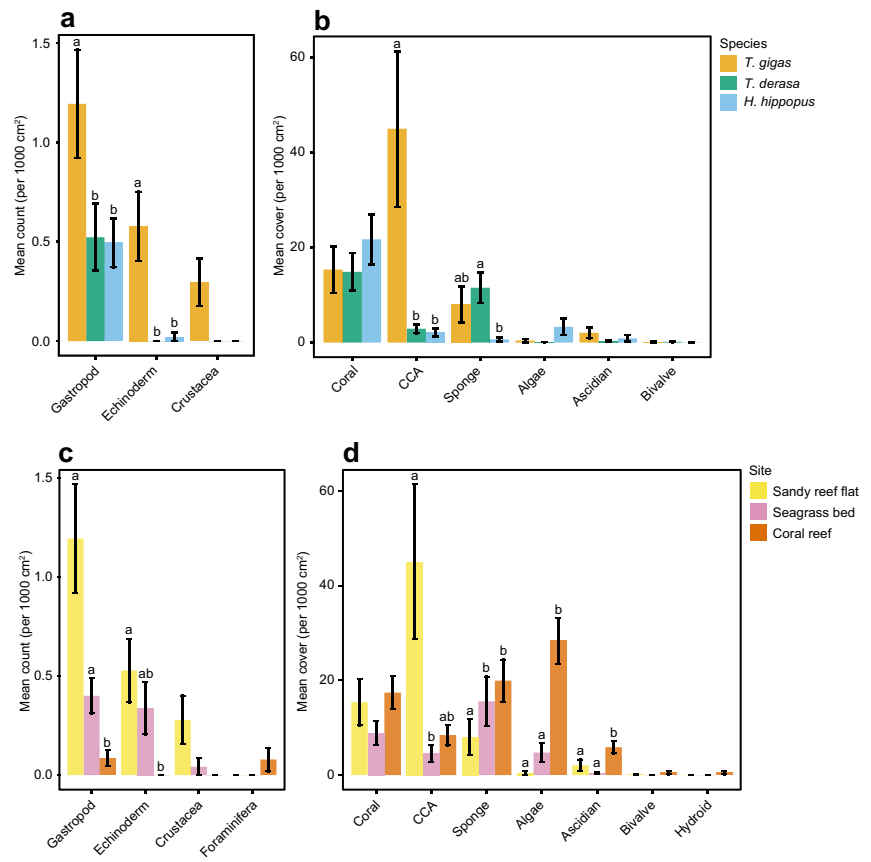 a
1.5
1.0
0.5
0.0
Mean count (per 1000 cm²)
a
b
b
a
b
b
Gastropod
Echinoderm
Crustacea
b
60
40
20
0
Mean cover (per 1000 cm²)
a
b
b
ab
a
b
Coral
CCA
Sponge
Algae
Ascidian
Bivalve
Species
T. gigas
T. derasa
H. hippopus
c
1.5
1.0
0.5
0.0
Mean count (per 1000 cm²)
a
a
b
a
ab
b
Gastropod
Echinoderm
Crustacea
Foraminifera
d
60
40
20
0
Mean cover (per 1000 cm²)
a
b
ab
a
b
b
a
a
b
a
a
b
Coral
CCA
Sponge
Algae
Ascidian
Bivalve
Hydroid
Site
Sandy reef flat
Seagrass bed
Coral reef